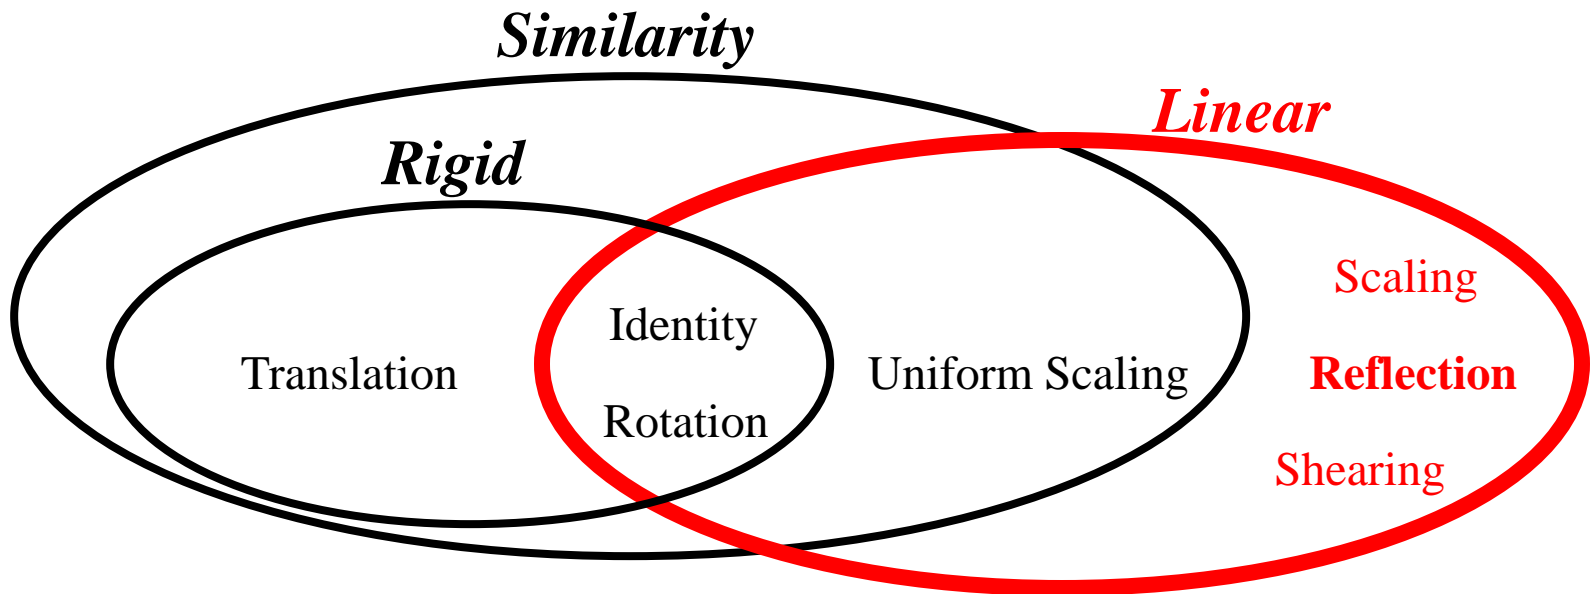 Similarity
Linear
Rigid
Scaling
Identity
Translation
Uniform Scaling
Reflection
Rotation
Shearing